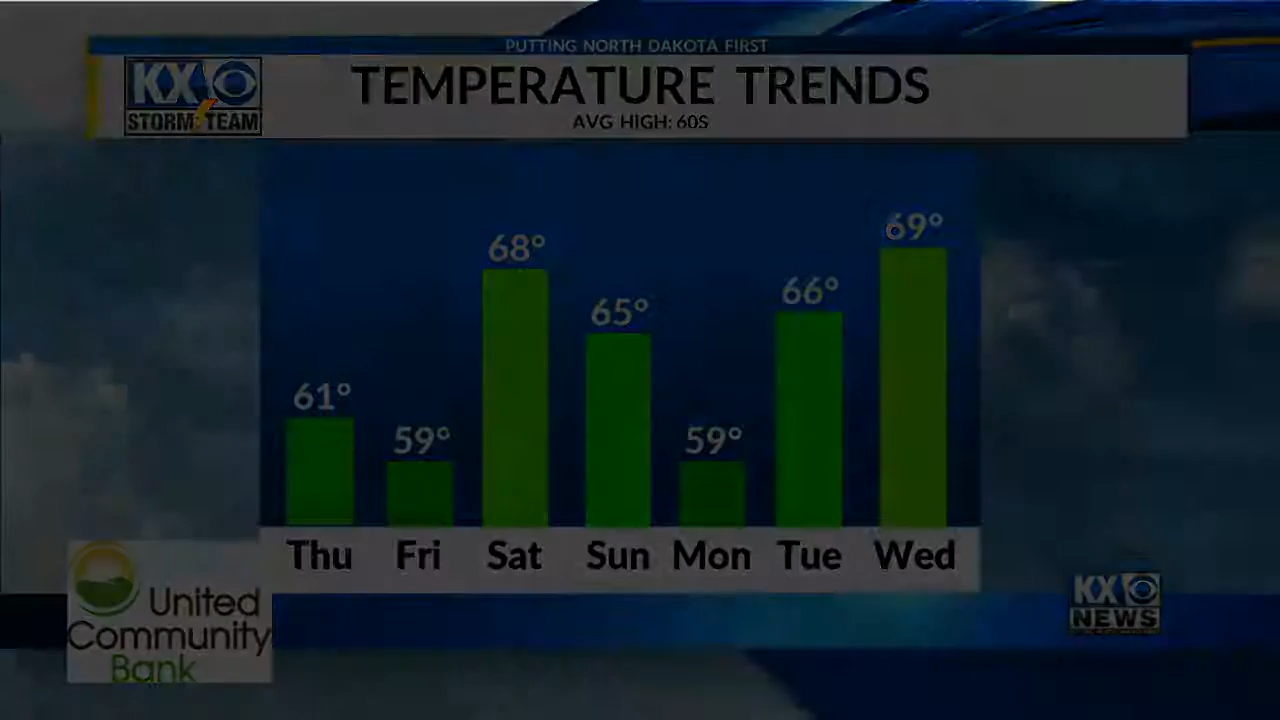 PUTTING NORTH DAKOTA FIRST
KX
STORM TEAM
TEMPERATURE TRENDS
AVG HIGH: 60S
61° 59° 68° 65° 59° 66° 69°
Thu Fri Sat Sun Mon Tue Wed
United
Community
Bank
KX
NEWS